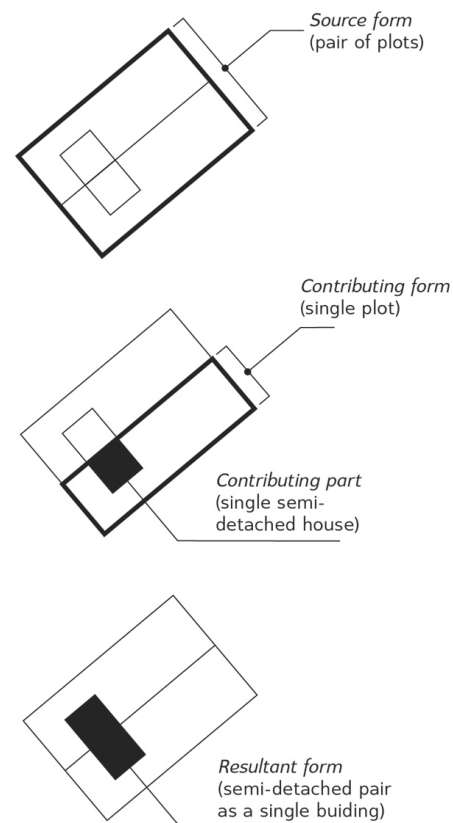 Source form
(pair of plots)
Contributing form
(single plot)
Contributing part
(single semi-
detached house)
Resultant form
(semi-detached pair
as a single buiding)